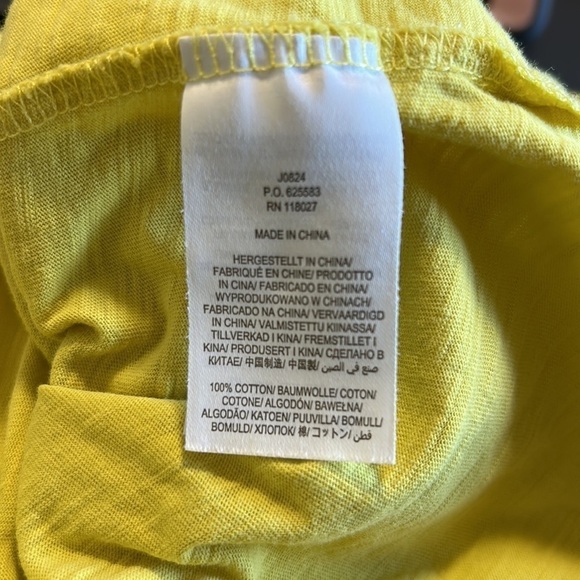 J0824
P.O. 625583
RN 118027
MADE IN CHINA
HERGESTELLT IN CHINA/
FABRIQUÉ EN CHINE/ PRODOTTO
IN CINA/ FABRICADO EN CHINA/
WYPRODUKOWANO W CHINACH/
FABRICADO NA CHINA/ VERVAARDIGD
IN CHINA/ VALMISTETTU KIINASSA/
TILLVERKAD I KINA/ FREMSTILLET I
KINA/ PRODUSERT I KINA/ СДЕЛАНО В
КИТАЕ/ 中国制造/ 中国製/ صنع في الصين
100% COTTON/ BAUMWOLLE/ COTON/
COTONE/ ALGODÓN/ BAWEŁNA/
ALGODÃO/ KATOEN/ PUUVILLA/ BOMULL/
BOMULD/ ХЛОПОК/ 棉/ コットン/ قطن